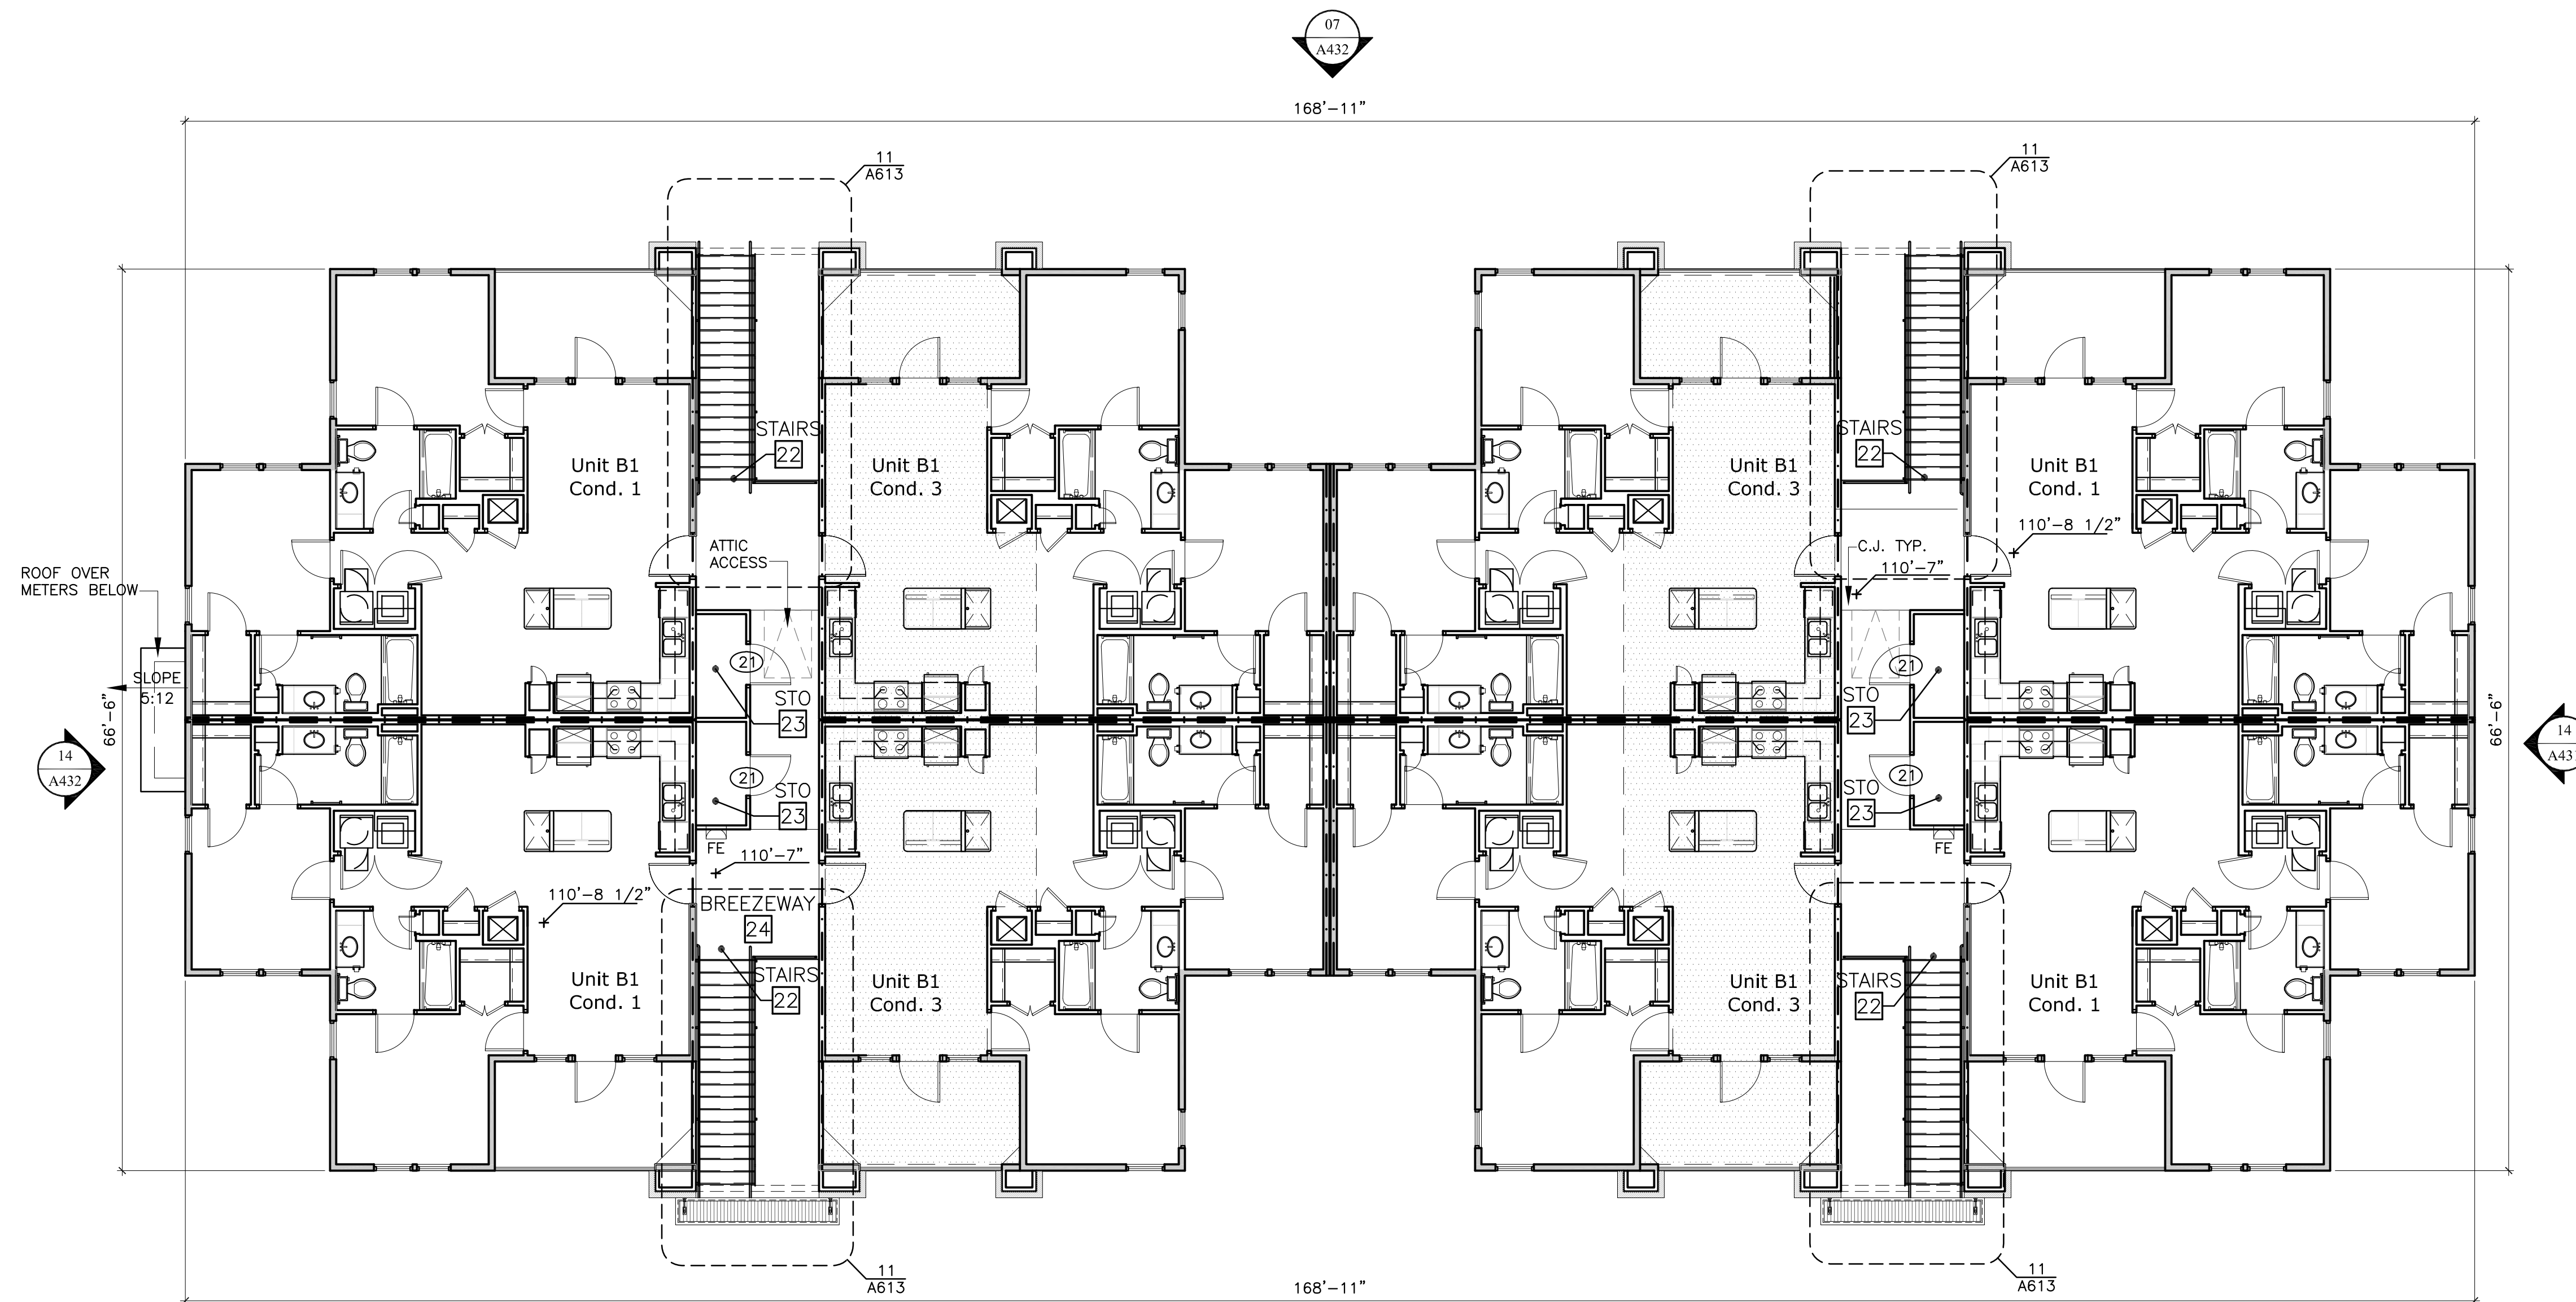 07
A432
168'-11"
11
A613
11
A613
STAIRS
22
STAIRS
22
Unit B1
Cond. 1
Unit B1
Cond. 3
Unit B1
Cond. 3
Unit B1
Cond. 1
110'-8 1/2"
ATTIC
ACCESS
C.J. TYP.
110'-7"
ROOF OVER
METERS BELOW
SLOPE
5:12
66'-6"
14
A432
21
STO
23
21
STO
23
21
STO
23
21
STO
23
66'-6"
14
FE
110'-7"
FE
110'-8 1/2"
BREEZEWAY
24
STAIRS
22
STAIRS
22
Unit B1
Cond. 1
Unit B1
Cond. 3
Unit B1
Cond. 3
Unit B1
Cond. 1
11
A613
11
A613
168'-11"